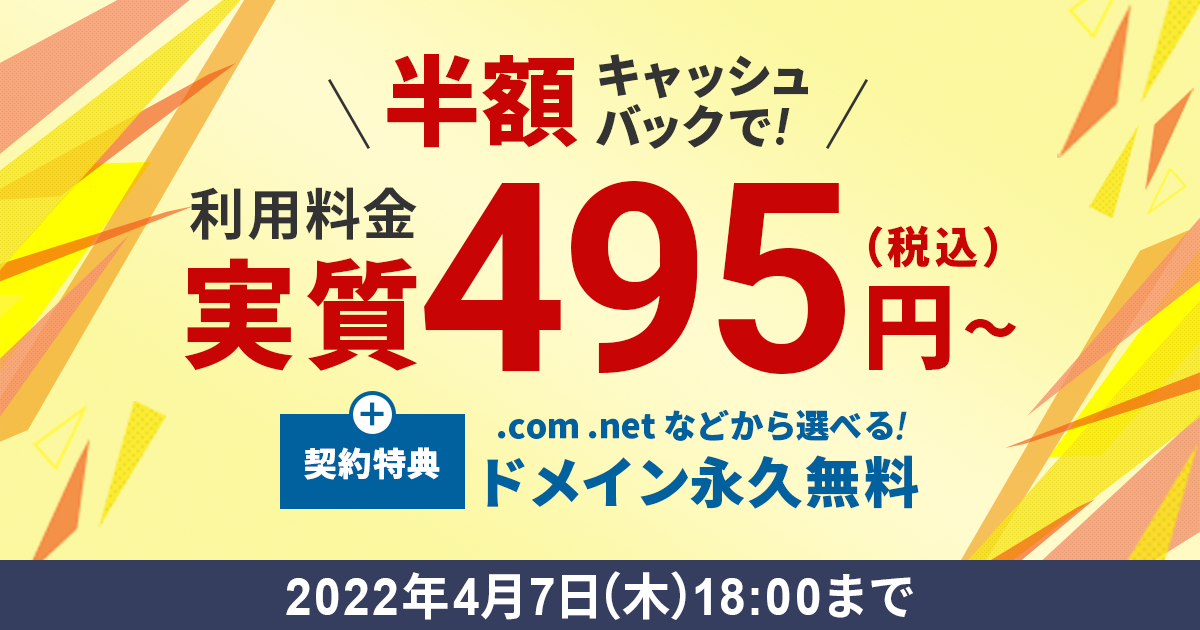 半額
キャッシュ
バックで!
利用料金
実質495円～
(税込)
+
契約特典
.com .net などから選べる!
ドメイン永久無料
2022年4月7日(木)18:00まで